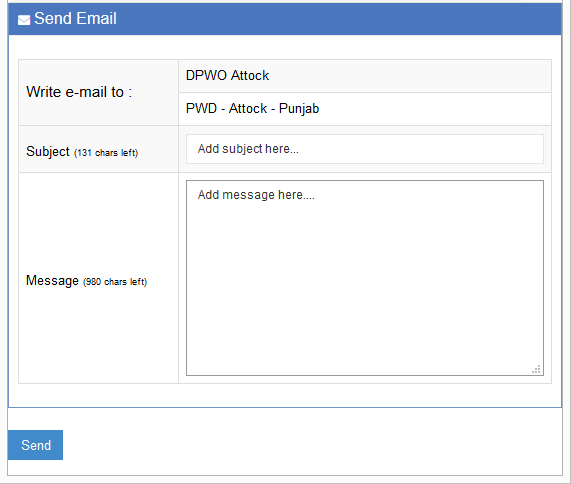 Send Email
Write e-mail to :
DPWO Attock
PWD - Attock - Punjab
Subject (131 chars left)
Add subject here...
Message (980 chars left)
Add message here....
Send